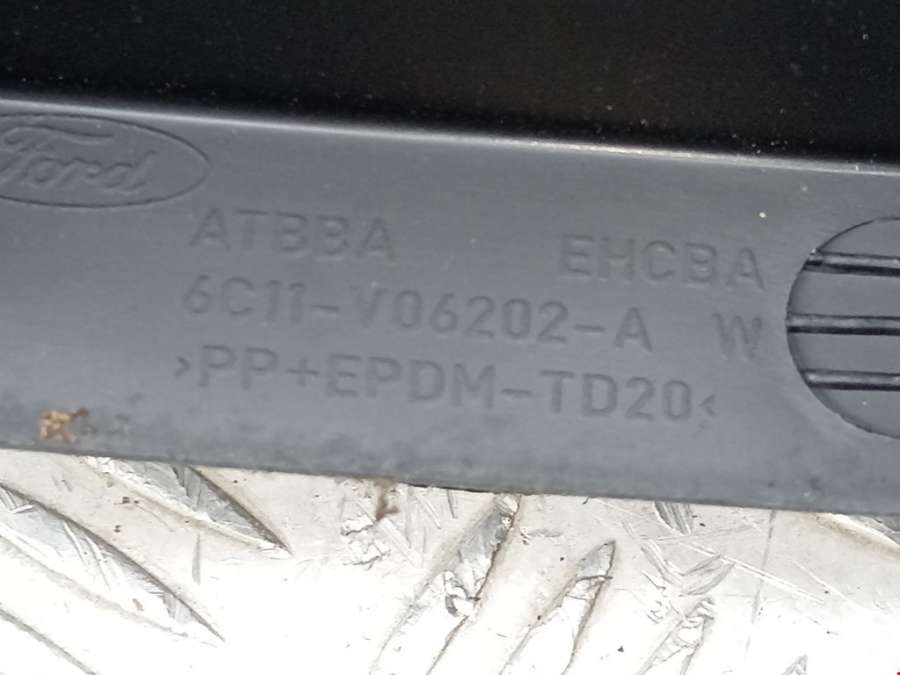 Ford
ATBBA EHCBA
6C11-V06202-A W
>PP+EPDM-TD20<